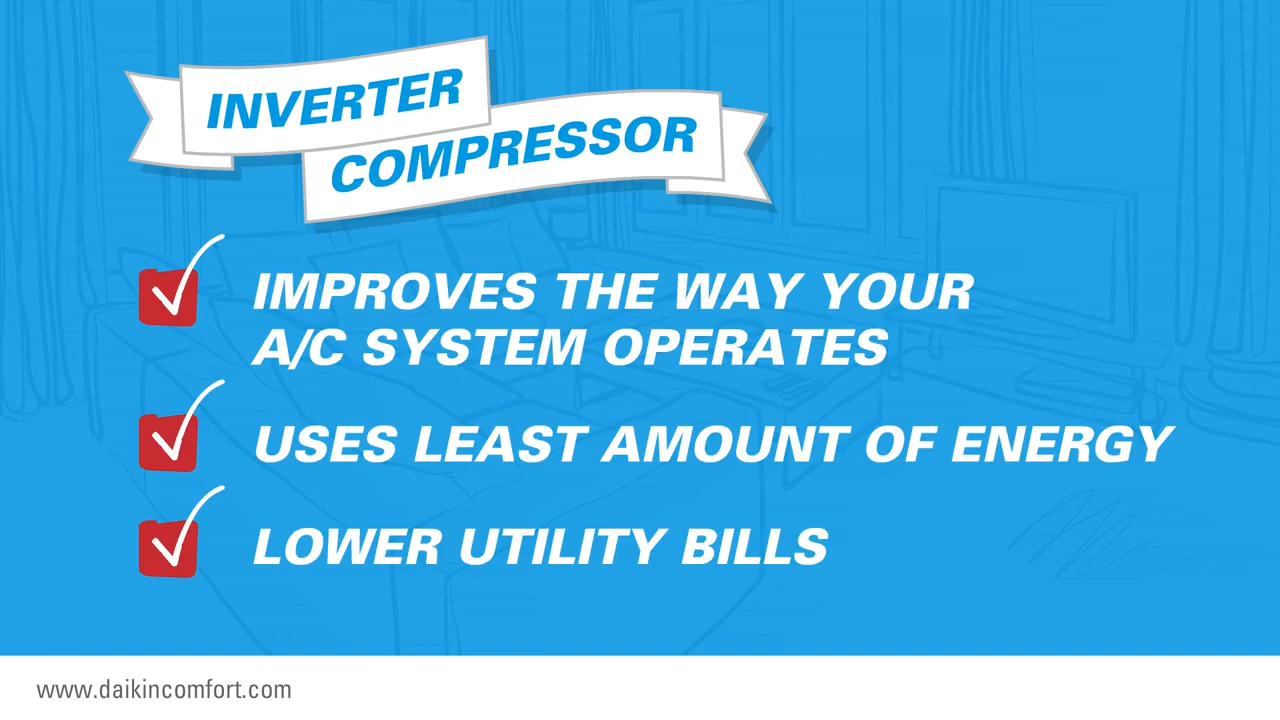 INVERTER
COMPRESSOR
IMPROVES THE WAY YOUR
A/C SYSTEM OPERATES
USES LEAST AMOUNT OF ENERGY
LOWER UTILITY BILLS
www.daikincomfort.com